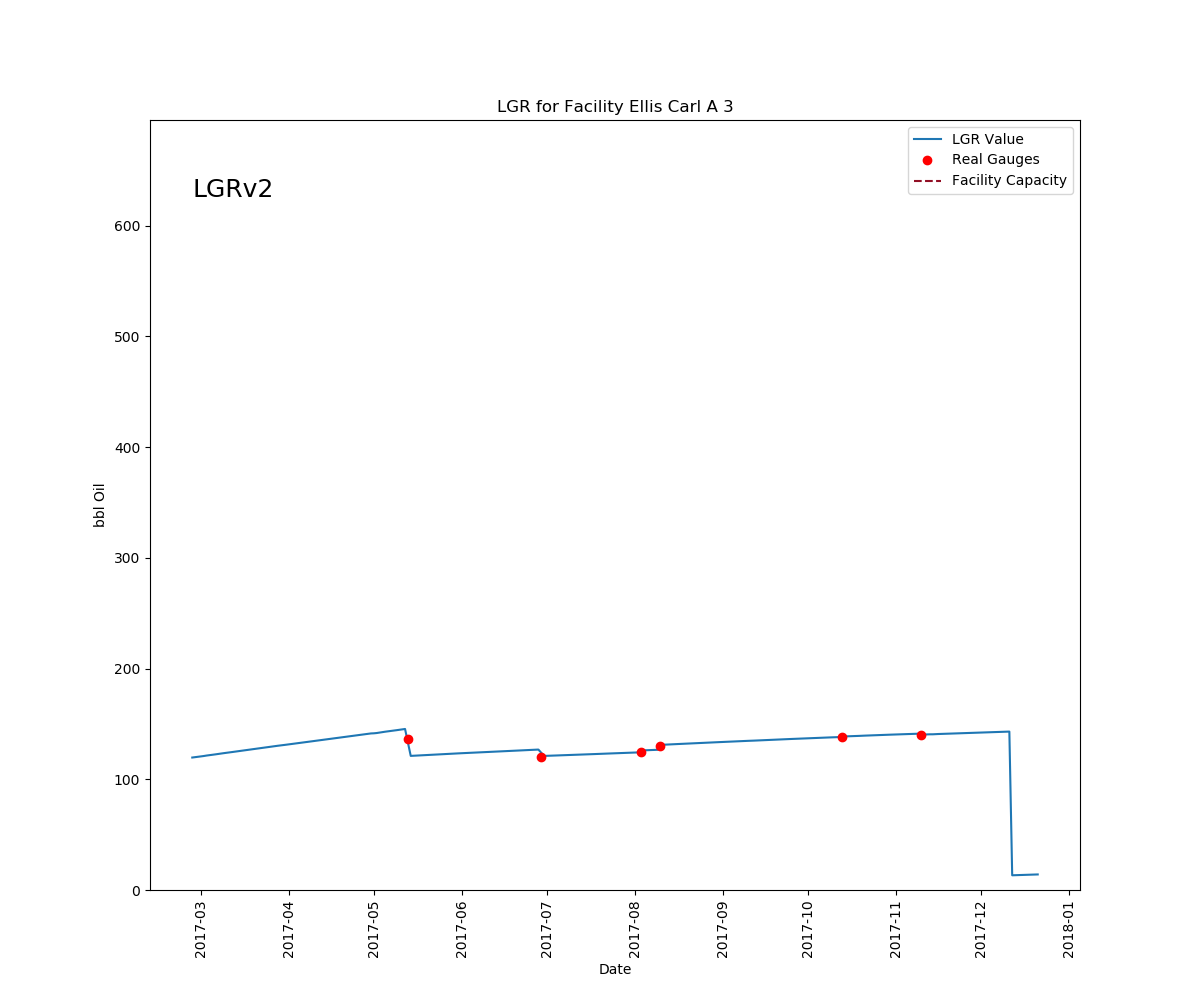 LGR for Facility Ellis Carl A 3
LGR Value
Real Gauges
Facility Capacity
LGRv2
600
500
400
300
200
100
0
bbl Oil
2017-03
2017-04
2017-05
2017-06
2017-07
2017-08
2017-09
2017-10
2017-11
2017-12
2018-01
Date